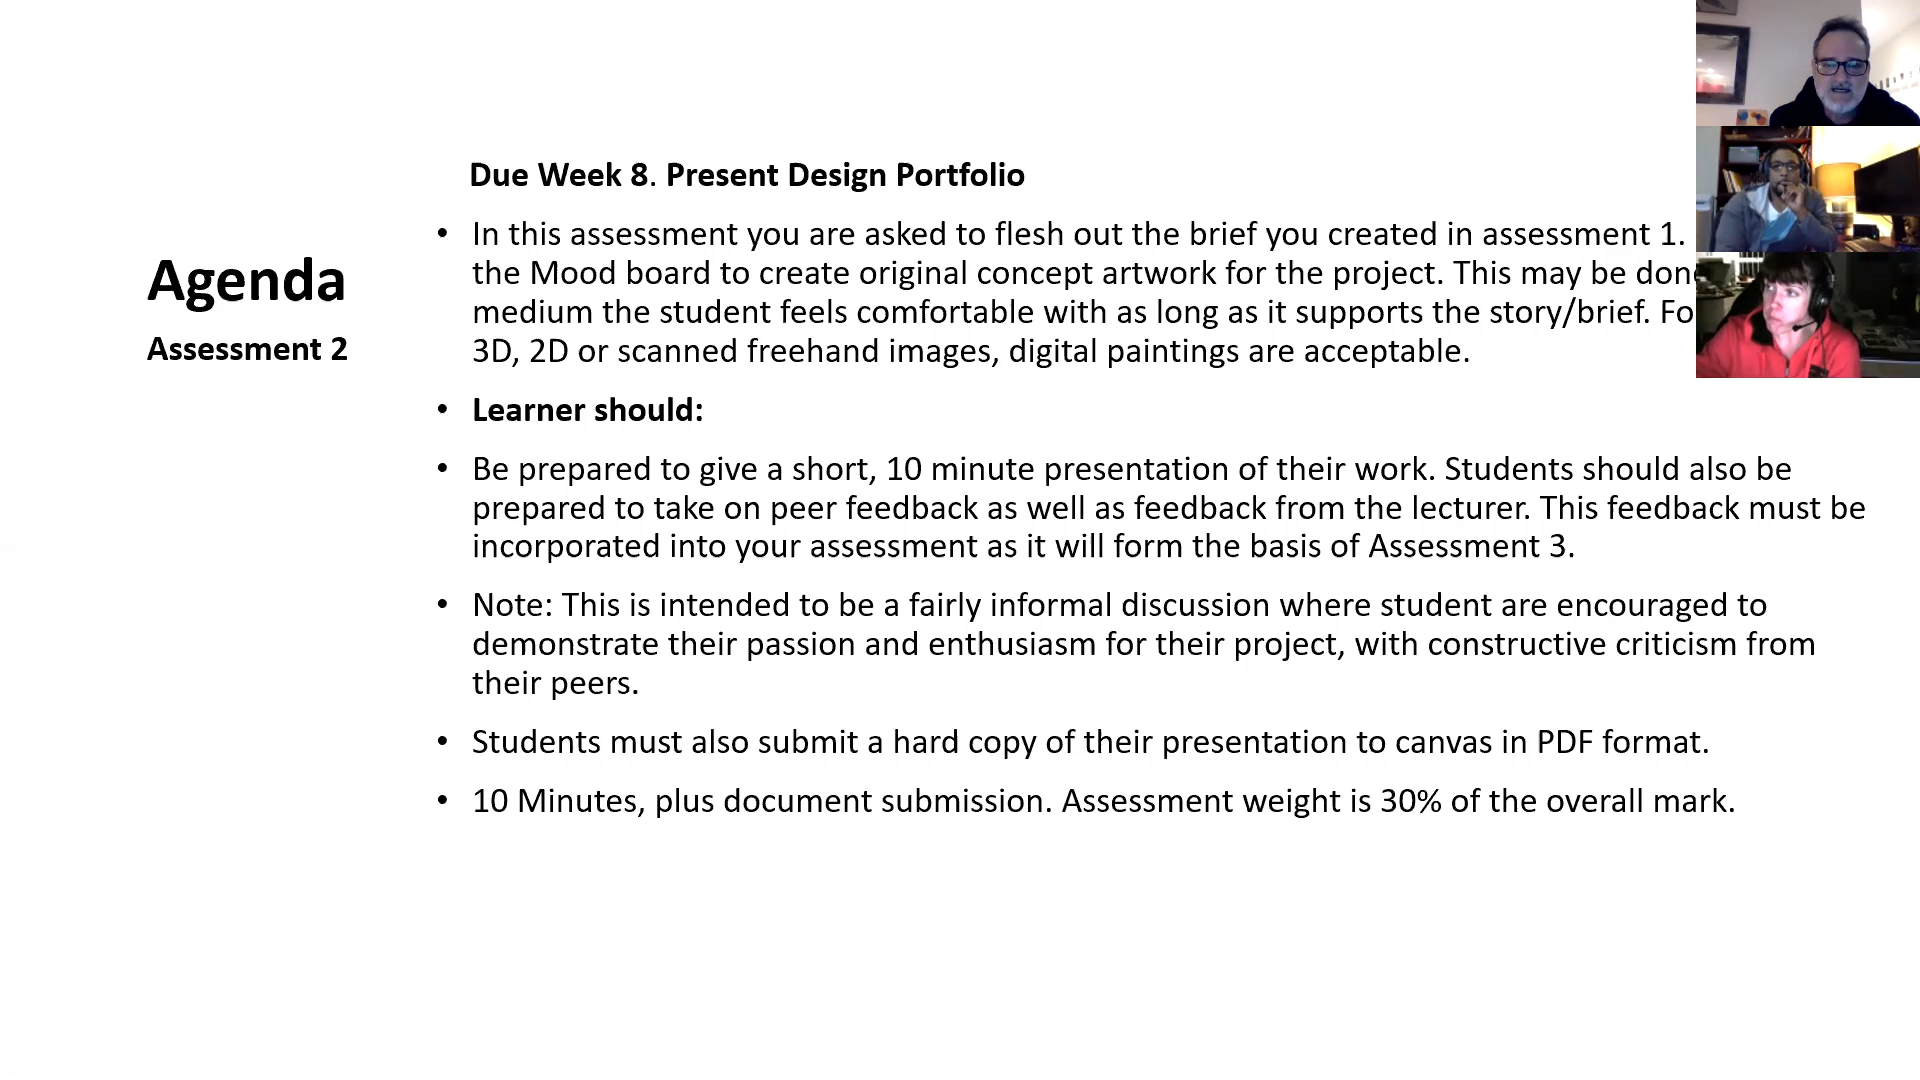 Agenda
Assessment 2
Due Week 8. Present Design Portfolio
• In this assessment you are asked to flesh out the brief you created in assessment 1.
the Mood board to create original concept artwork for the project. This may be
medium the student feels comfortable with as long as it supports the story/brief.
3D, 2D or scanned freehand images, digital paintings are acceptable.
• Learner should:
• Be prepared to give a short, 10 minute presentation of their work. Students should also be
prepared to take on peer feedback as well as feedback from the lecturer. This feedback must be
incorporated into your assessment as it will form the basis of Assessment 3.
• Note: This is intended to be a fairly informal discussion where student are encouraged to
demonstrate their passion and enthusiasm for their project, with constructive criticism from
their peers.
• Students must also submit a hard copy of their presentation to canvas in PDF format.
• 10 Minutes, plus document submission. Assessment weight is 30% of the overall mark.